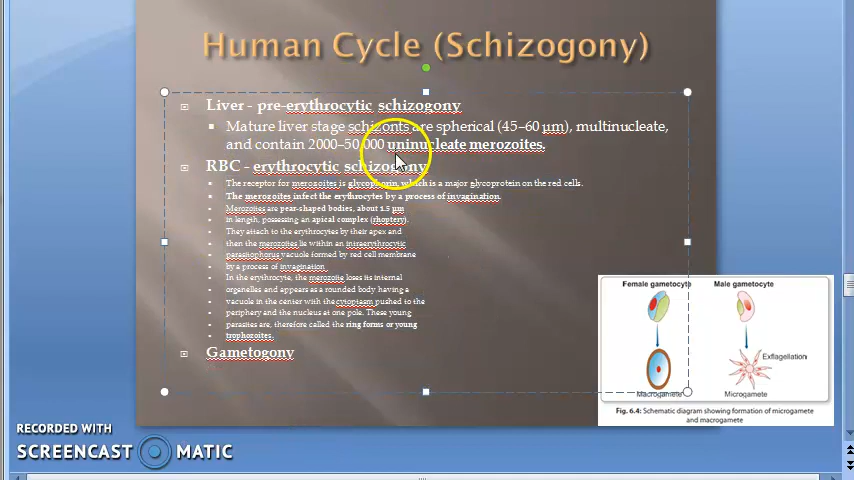 Human Cycle (Schizogony)
Liver - pre-erythrocytic schizogony
Mature liver stage schizonts are spherical (45–60 µm), multinucleate,
and contain 2000–50,000 uninucleate merozoites.
RBC - erythrocytic schizogony
The receptor for merozoites is glycophorin, which is a major glycoprotein on the red cells.
The merozoites infect the erythrocytes by a process of invagination.
Merozoites are pear-shaped bodies, about 1.5 µm
in length, possessing an apical complex (rhoptery).
They attach to the erythrocytes by their apex and
then the merozoites lie within an intraerythrocytic
parasitophorus vacuole formed by red cell membrane
by a process of invagination.
In the erythrocyte, the merozoite loses its internal
organelles and appears as a rounded body having a
vacuole in the center with the cytoplasm pushed to the
periphery and the nucleus at one pole. These young
parasites are, therefore called the ring forms or young
trophozoites.
Gametogony
Female gametocyte Male gametocyte
Exflagellation
Macrogamete Microgamete
Fig. 6.4: Schematic diagram showing formation of microgamete
and macrogamete
RECORDED WITH
SCREENCAST MATIC